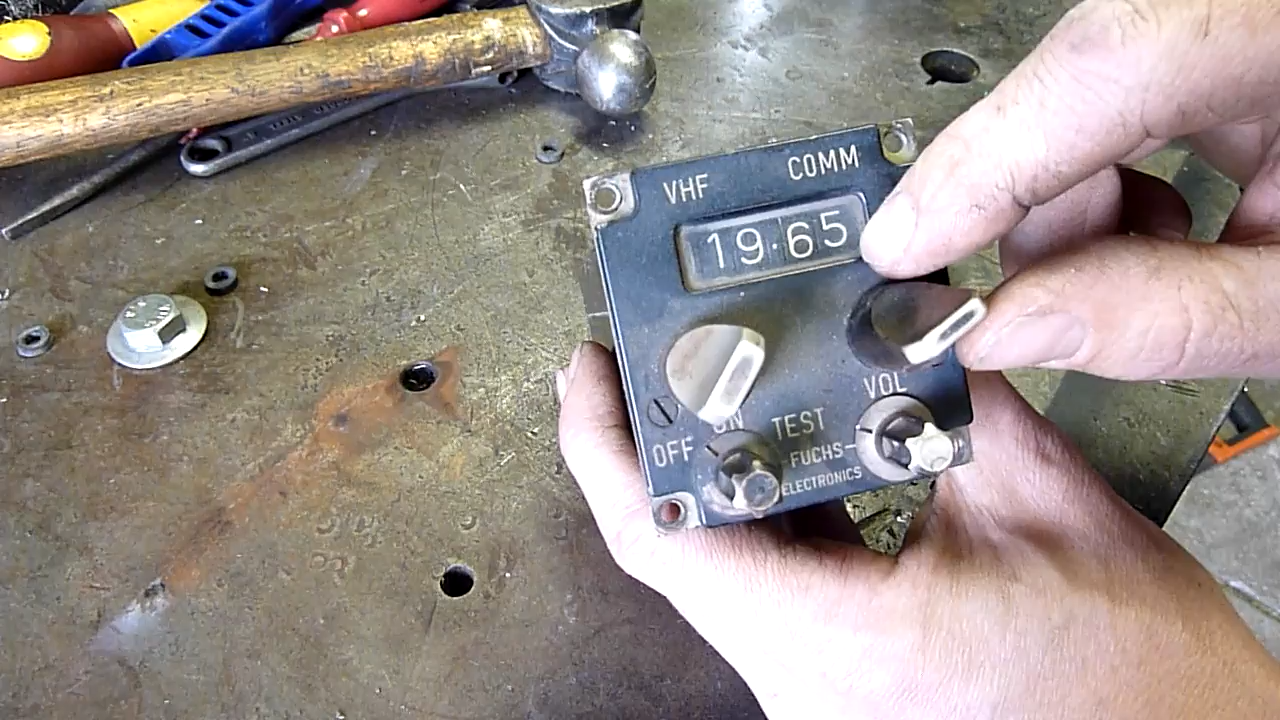 VHF COMM
19.65
VOL
ON TEST
OFF
FUCHS
ELECTRONICS